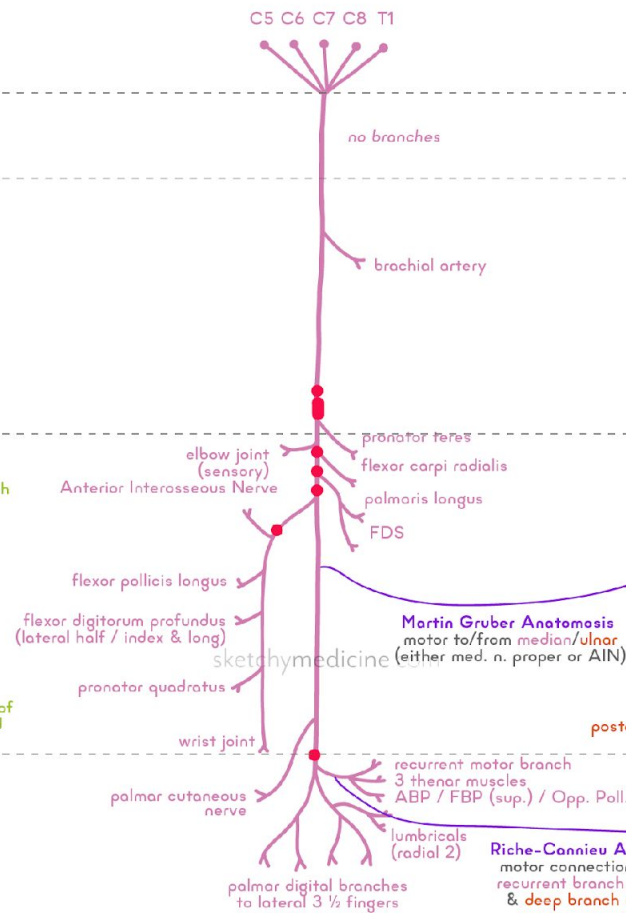 C5 C6 C7 C8 T1
no branches
brachial artery
pronator teres
elbow joint
(sensory)
flexor carpi radialis
h
Anterior Interosseous Nerve
palmaris longus
FDS
flexor pollicis longus
flexor digitorum profundus
(lateral half / index & long)
Martin Gruber Anatomosis
motor to/from median/ulnar
(either med. n. proper or AIN)
sketchymedicine com
pronator quadratus
of
poste
wrist joint
recurrent motor branch
3 thenar muscles
ABP / FBP (sup.) / Opp. Poll.
palmar cutaneous
nerve
lumbricals
(radial 2)
Riche-Cannieu A
motor connection
recurrent branch
& deep branch
palmar digital branches
to lateral 3 ½ fingers